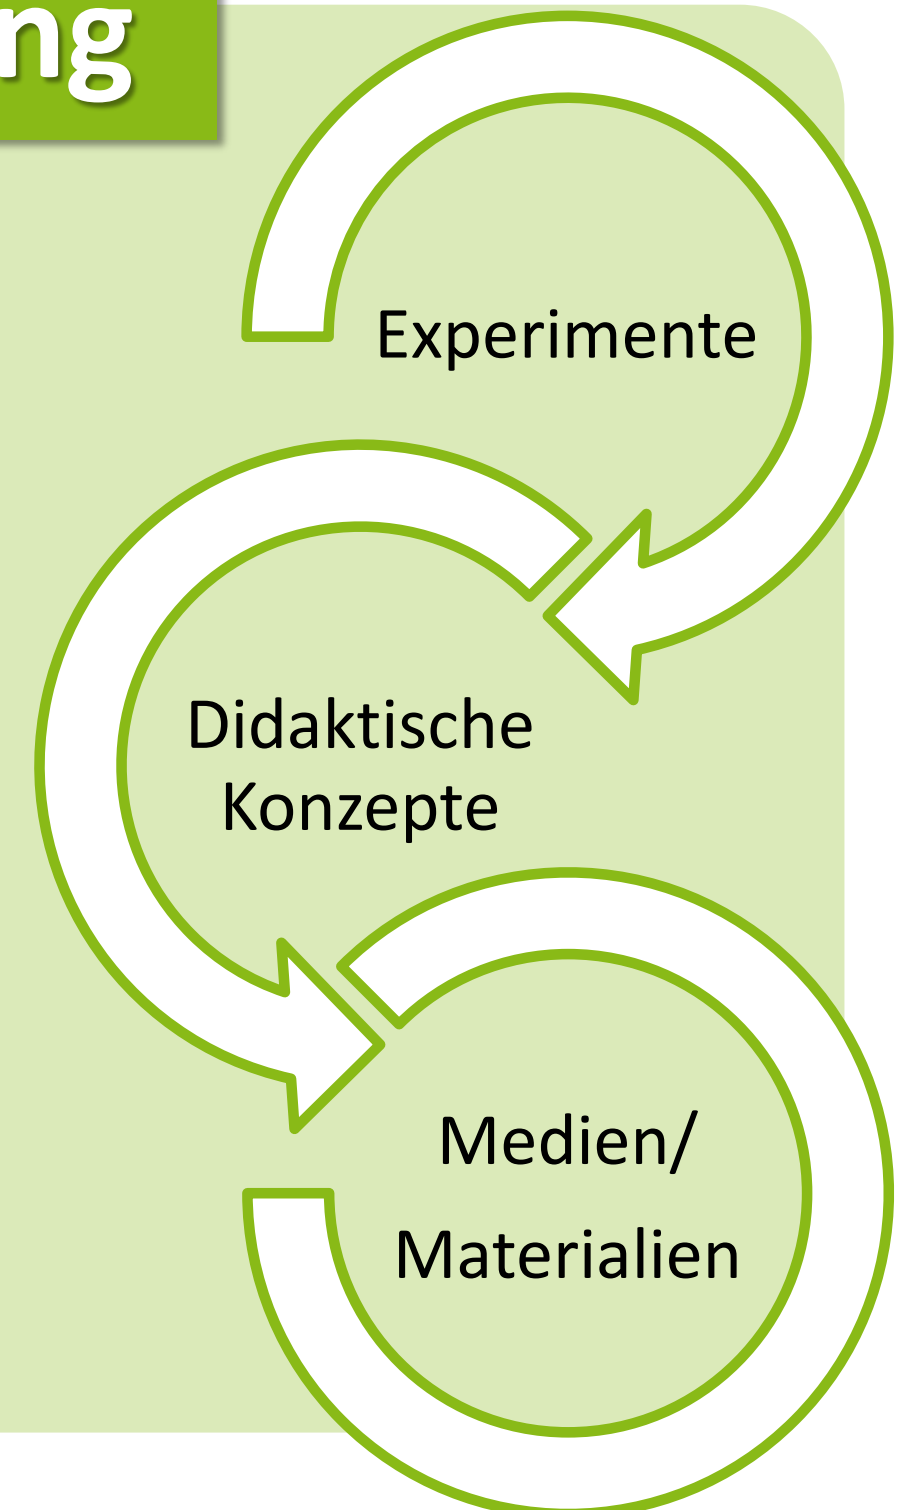 ng
Experimente
Didaktische
Konzepte
Medien/
Materialien